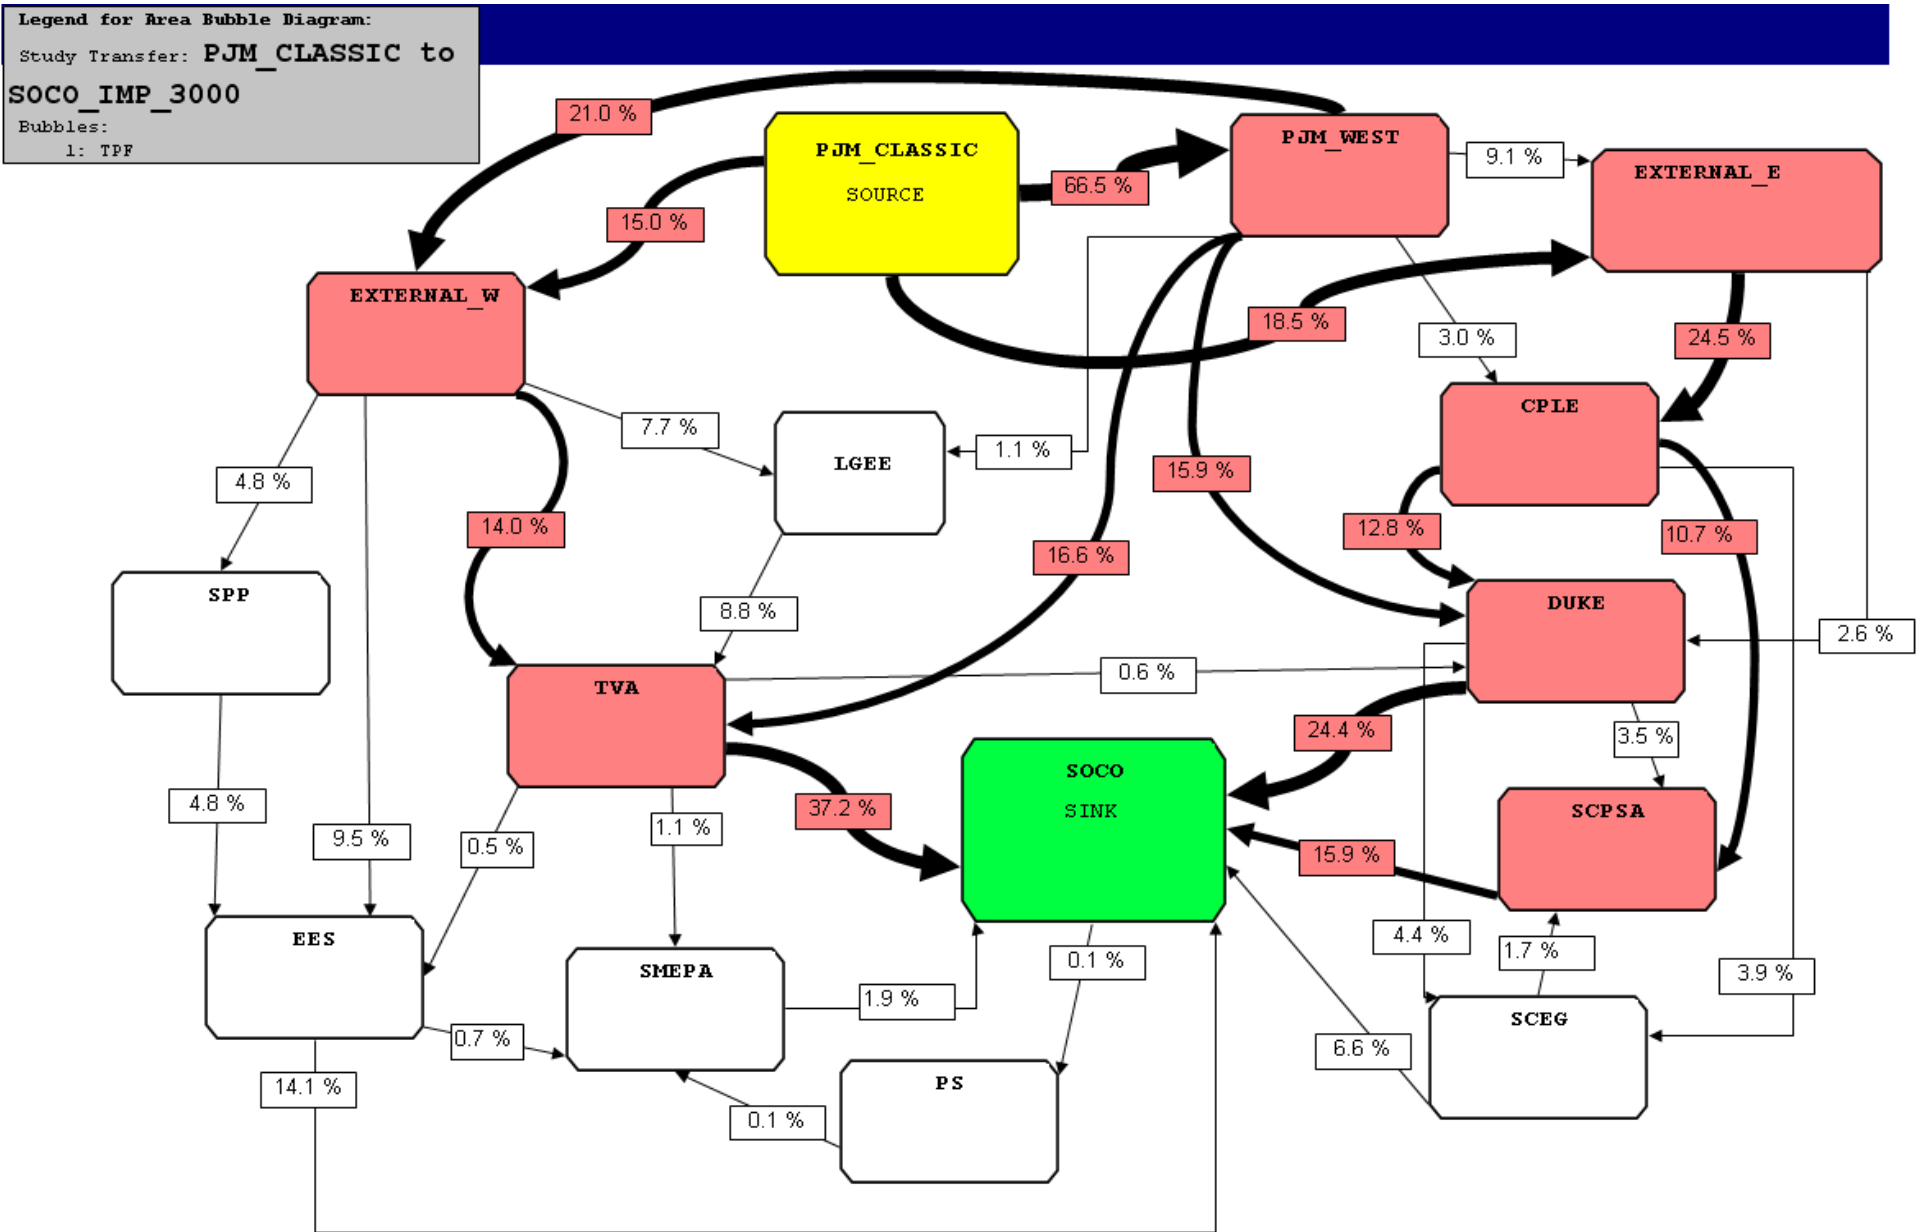 Legend for Area Bubble Diagram:
Study Transfer: PJM_CLASSIC to
SOCO_IMP_3000
Bubbles:
1: TPF
21.0 %
PJM_CLASSIC
SOURCE
PJM_WEST
9.1 %
EXTERNAL_E
66.5 %
15.0 %
EXTERNAL_W
18.5 %
3.0 %
24.5 %
CPLE
7.7 %
LGEE
1.1 %
15.9 %
4.8 %
14.0 %
16.6 %
12.8 %
10.7 %
SPP
8.8 %
DUKE
2.6 %
TVA
0.6 %
24.4 %
3.5 %
SOCO
SINK
4.8 %
9.5 %
0.5 %
1.1 %
37.2 %
SCPSA
15.9 %
EES
SMEPA
0.1 %
4.4 %
1.7 %
3.9 %
1.9 %
SCEG
0.7 %
6.6 %
14.1 %
PS
0.1 %